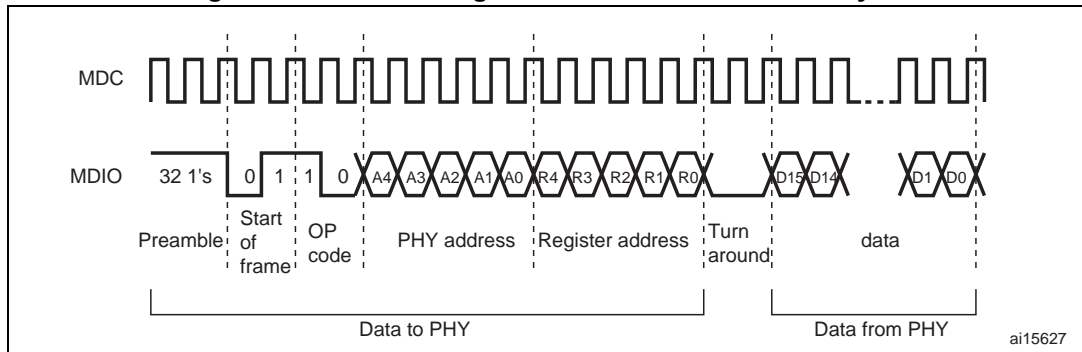 MDC
MDIO
32 1's 0 1 1 0 A4 A3 A2 A1 A0 R4 R3 R2 R1 R0 D15 D14 D1 D0
Preamble
Start
of
frame
OP
code
PHY address
Register address
Turn
around
data
Data to PHY
Data from PHY
ai15627